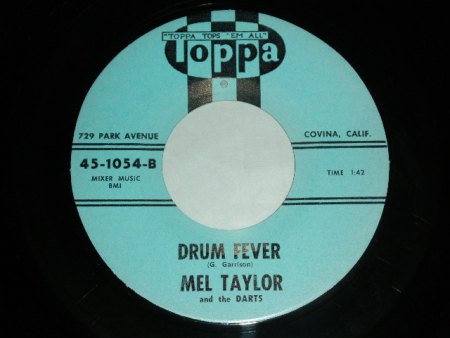 "TOPPA TOPS 'EM ALL"
Toppa
729 PARK AVENUE
COVINA, CALIF.
45-1054-B
MIXER MUSIC
BMI
TIME 1:42
DRUM FEVER
(G. Garrison)
MEL TAYLOR
and the DARTS